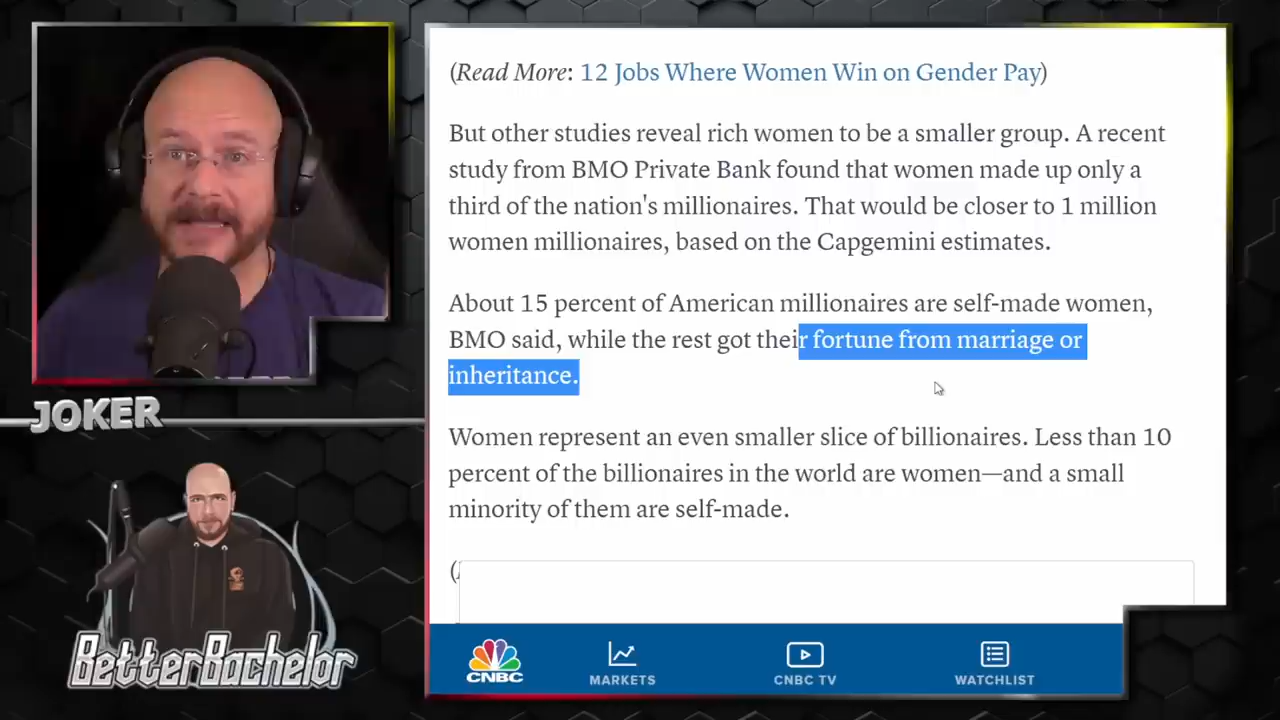 (Read More: 12 Jobs Where Women Win on Gender Pay)
But other studies reveal rich women to be a smaller group. A recent
study from BMO Private Bank found that women made up only a
third of the nation's millionaires. That would be closer to 1 million
women millionaires, based on the Capgemini estimates.
About 15 percent of American millionaires are self-made women,
BMO said, while the rest got their fortune from marriage or
inheritance.
Women represent an even smaller slice of billionaires. Less than 10
percent of the billionaires in the world are women—and a small
minority of them are self-made.
(
CNBC
MARKETS
CNBC TV
WATCHLIST
JOKER
BetterBachelor